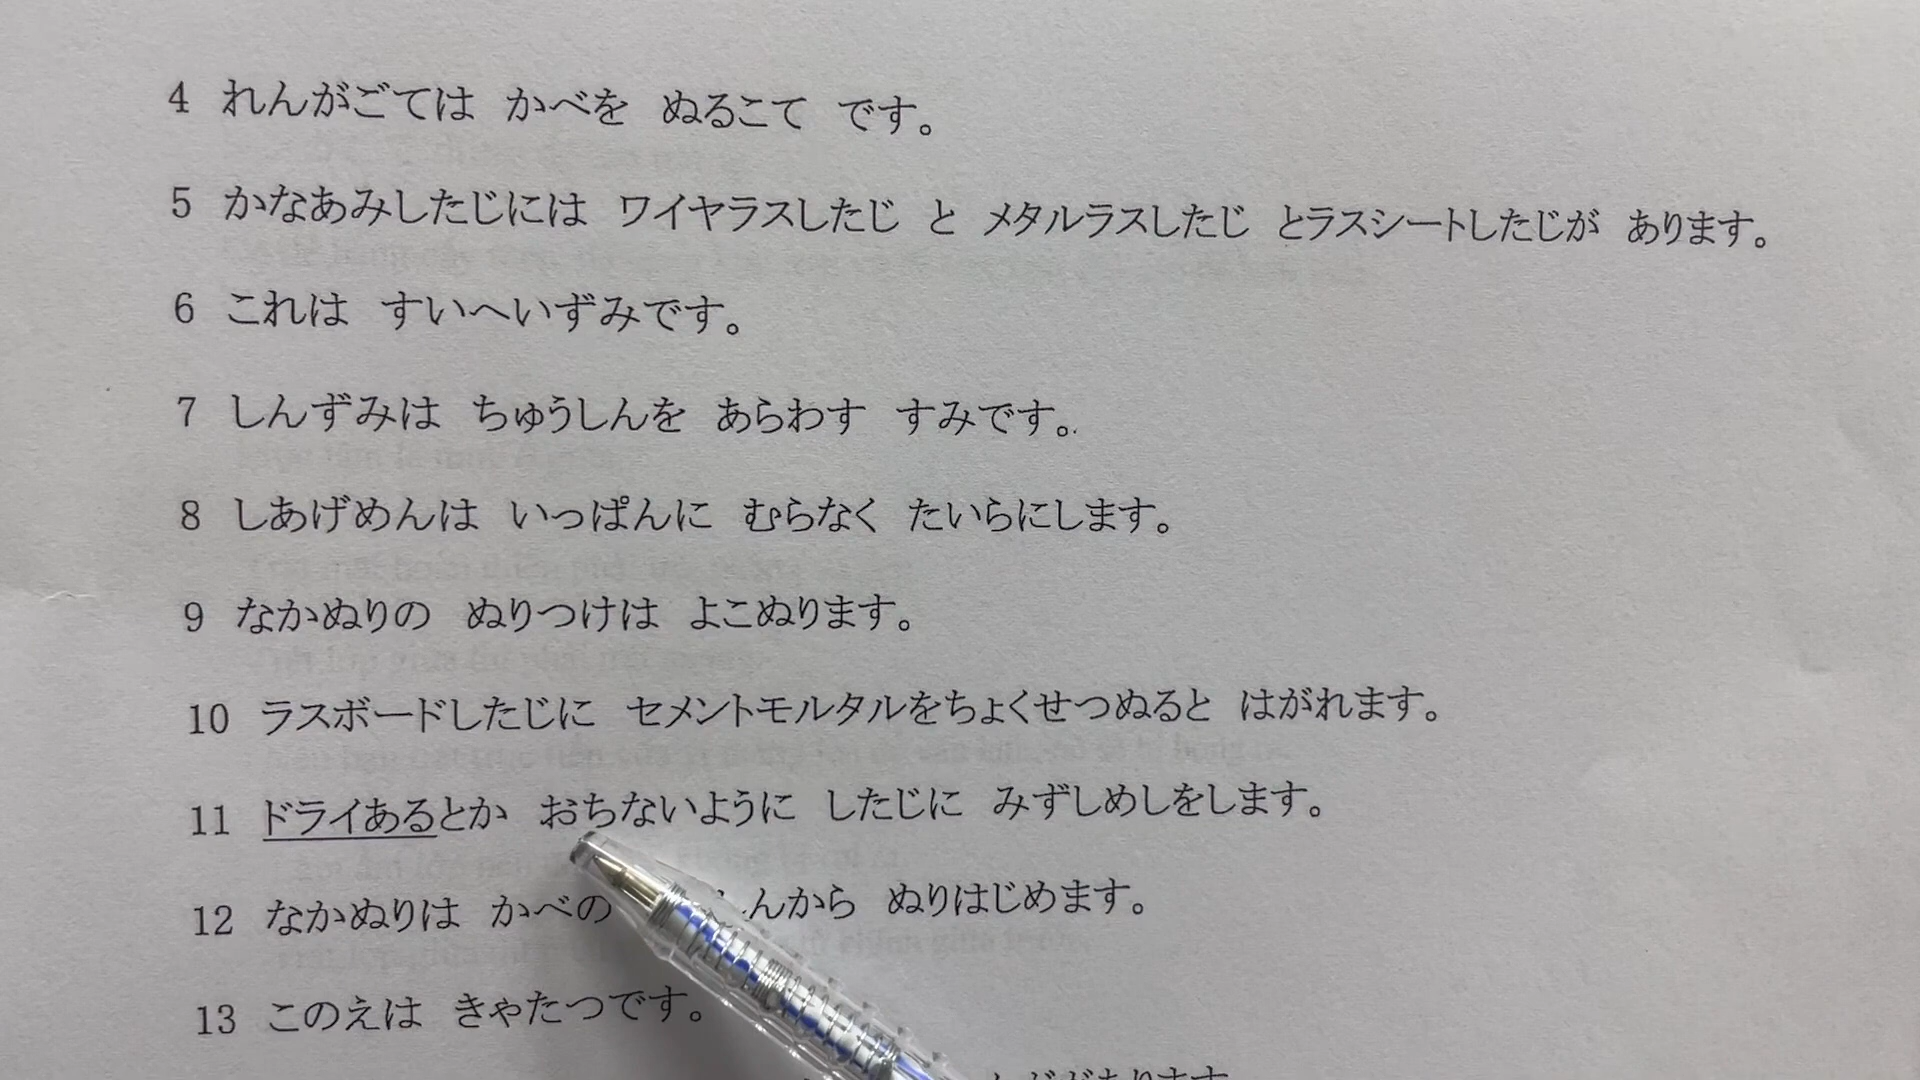 4 れんがごては かべを ぬるこて です。
5 かなあみしたじには ワイヤラスしたじ と メタルラスしたじ とラスシートしたじが あります。
6 これは すいへいずみです。
7 しんずみは ちゅうしんを あらわす すみです。
8 しあげめんは いっぱんに むらなく たいらにします。
9 なかぬりの ぬりつけは よこぬります。
10 ラスボードしたじに セメントモルタルをちょくせつぬると はがれます。
11 ドライあるとか おちないように したじに みずしめしをします。
12 なかぬりは かべの んから ぬりはじめます。
13 このえは きゃたつです。